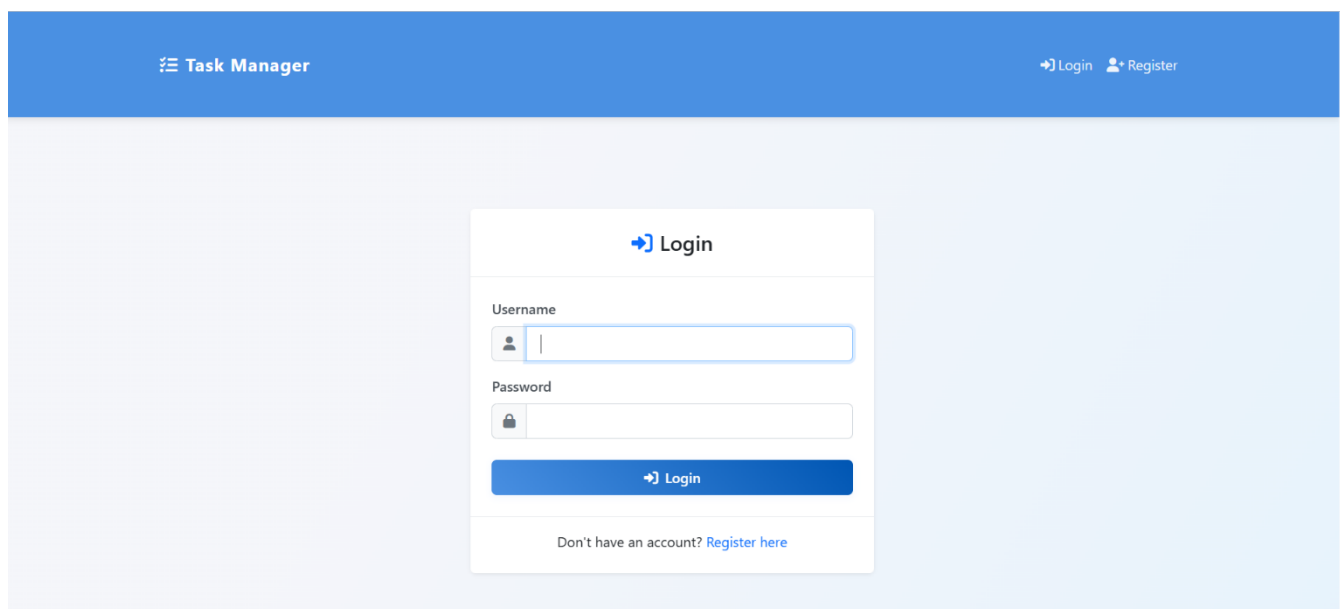 Task Manager
Login Register
Login
Username
Password
Login
Don't have an account? Register here